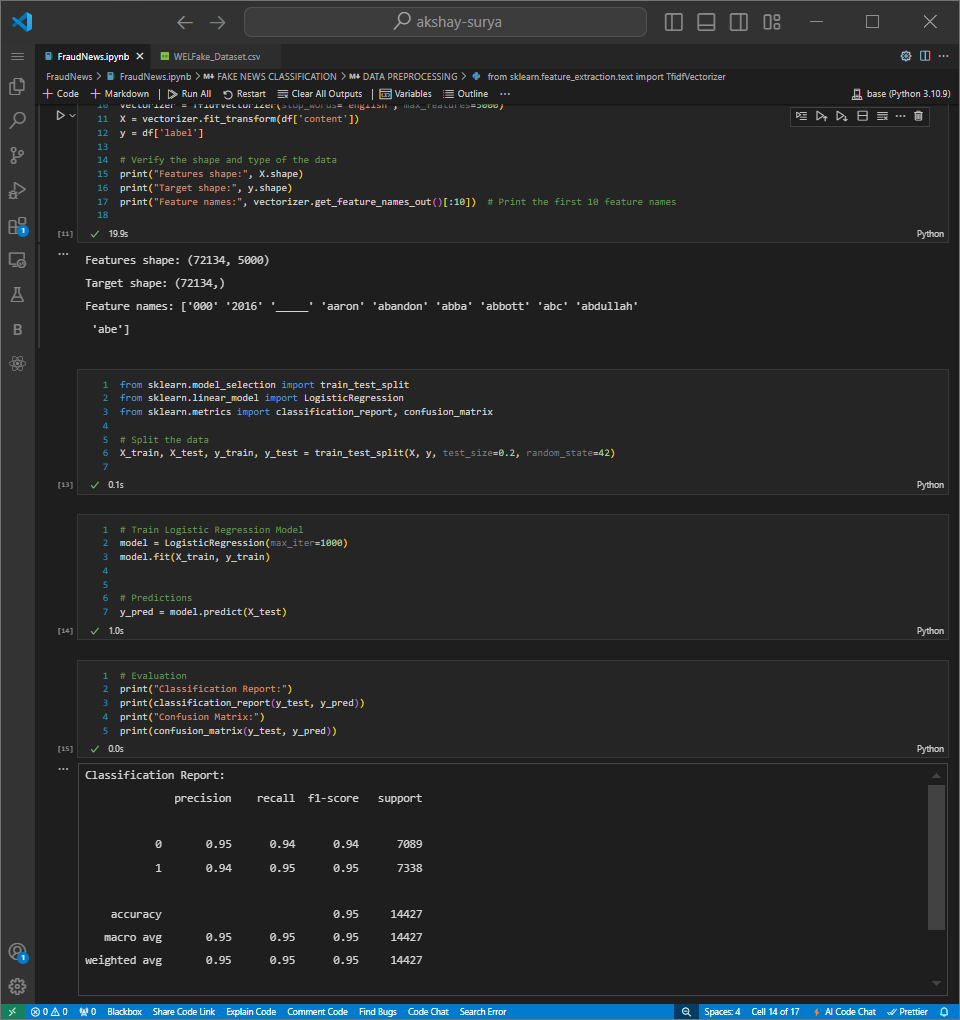 akshay-surya
FraudNews.ipynb
WELFake_Dataset.csv
FraudNews > FraudNews.ipynb > M↓ FAKE NEWS CLASSIFICATION > M↓ DATA PREPROCESSING > from sklearn.feature_extraction.text import TfidfVectorizer
+ Code + Markdown | Run All Restart Clear All Outputs | Variables Outline ... base (Python 3.10.9)
10 vectorizer = TfidfVectorizer(stop_words='english', max_features=5000)
11 X = vectorizer.fit_transform(df['content'])
12 y = df['label']
13
14 # Verify the shape and type of the data
15 print("Features shape:", X.shape)
16 print("Target shape:", y.shape)
17 print("Feature names:", vectorizer.get_feature_names_out()[:10])  # Print the first 10 feature names
18
[11] 19.9s Python
Features shape: (72134, 5000)
Target shape: (72134,)
Feature names: ['000' '2016' '_____' 'aaron' 'abandon' 'abba' 'abbott' 'abc' 'abdullah'
'abe']
1 from sklearn.model_selection import train_test_split
2 from sklearn.linear_model import LogisticRegression
3 from sklearn.metrics import classification_report, confusion_matrix
4
5 # Split the data
6 X_train, X_test, y_train, y_test = train_test_split(X, y, test_size=0.2, random_state=42)
7
[13] 0.1s Python
1 # Train Logistic Regression Model
2 model = LogisticRegression(max_iter=1000)
3 model.fit(X_train, y_train)
4
5
6 # Predictions
7 y_pred = model.predict(X_test)
[14] 1.0s Python
1 # Evaluation
2 print("Classification Report:")
3 print(classification_report(y_test, y_pred))
4 print("Confusion Matrix:")
5 print(confusion_matrix(y_test, y_pred))
[15] 0.0s Python
Classification Report:
precision recall f1-score support
0 0.95 0.94 0.94 7089
1 0.94 0.95 0.95 7338
accuracy 0.95 14427
macro avg 0.95 0.95 0.95 14427
weighted avg 0.95 0.95 0.95 14427
B
1
1
0 0 0 Blackbox Share Code Link Explain Code Comment Code Find Bugs Code Chat Search Error Spaces: 4 Cell 14 of 17 AI Code Chat Prettier